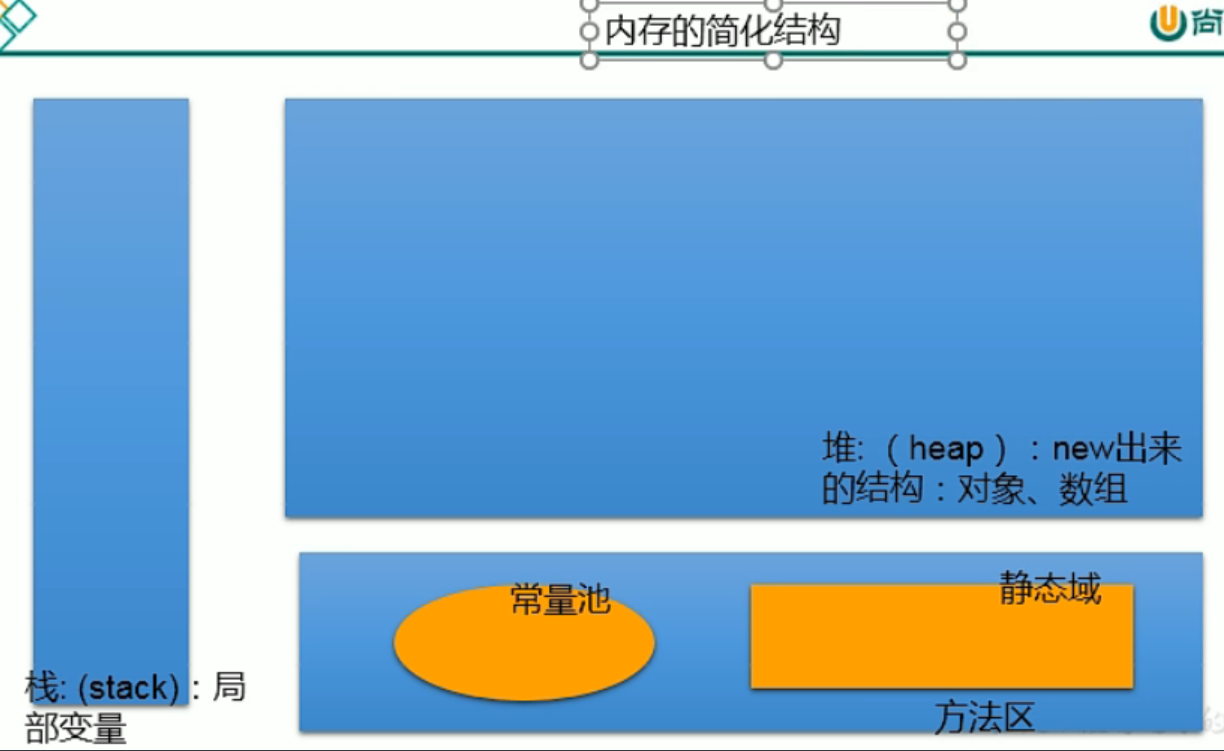 内存的简化结构
尚
堆: （heap）：new出来
的结构：对象、数组
常量池
静态域
栈: (stack)：局
部变量
方法区